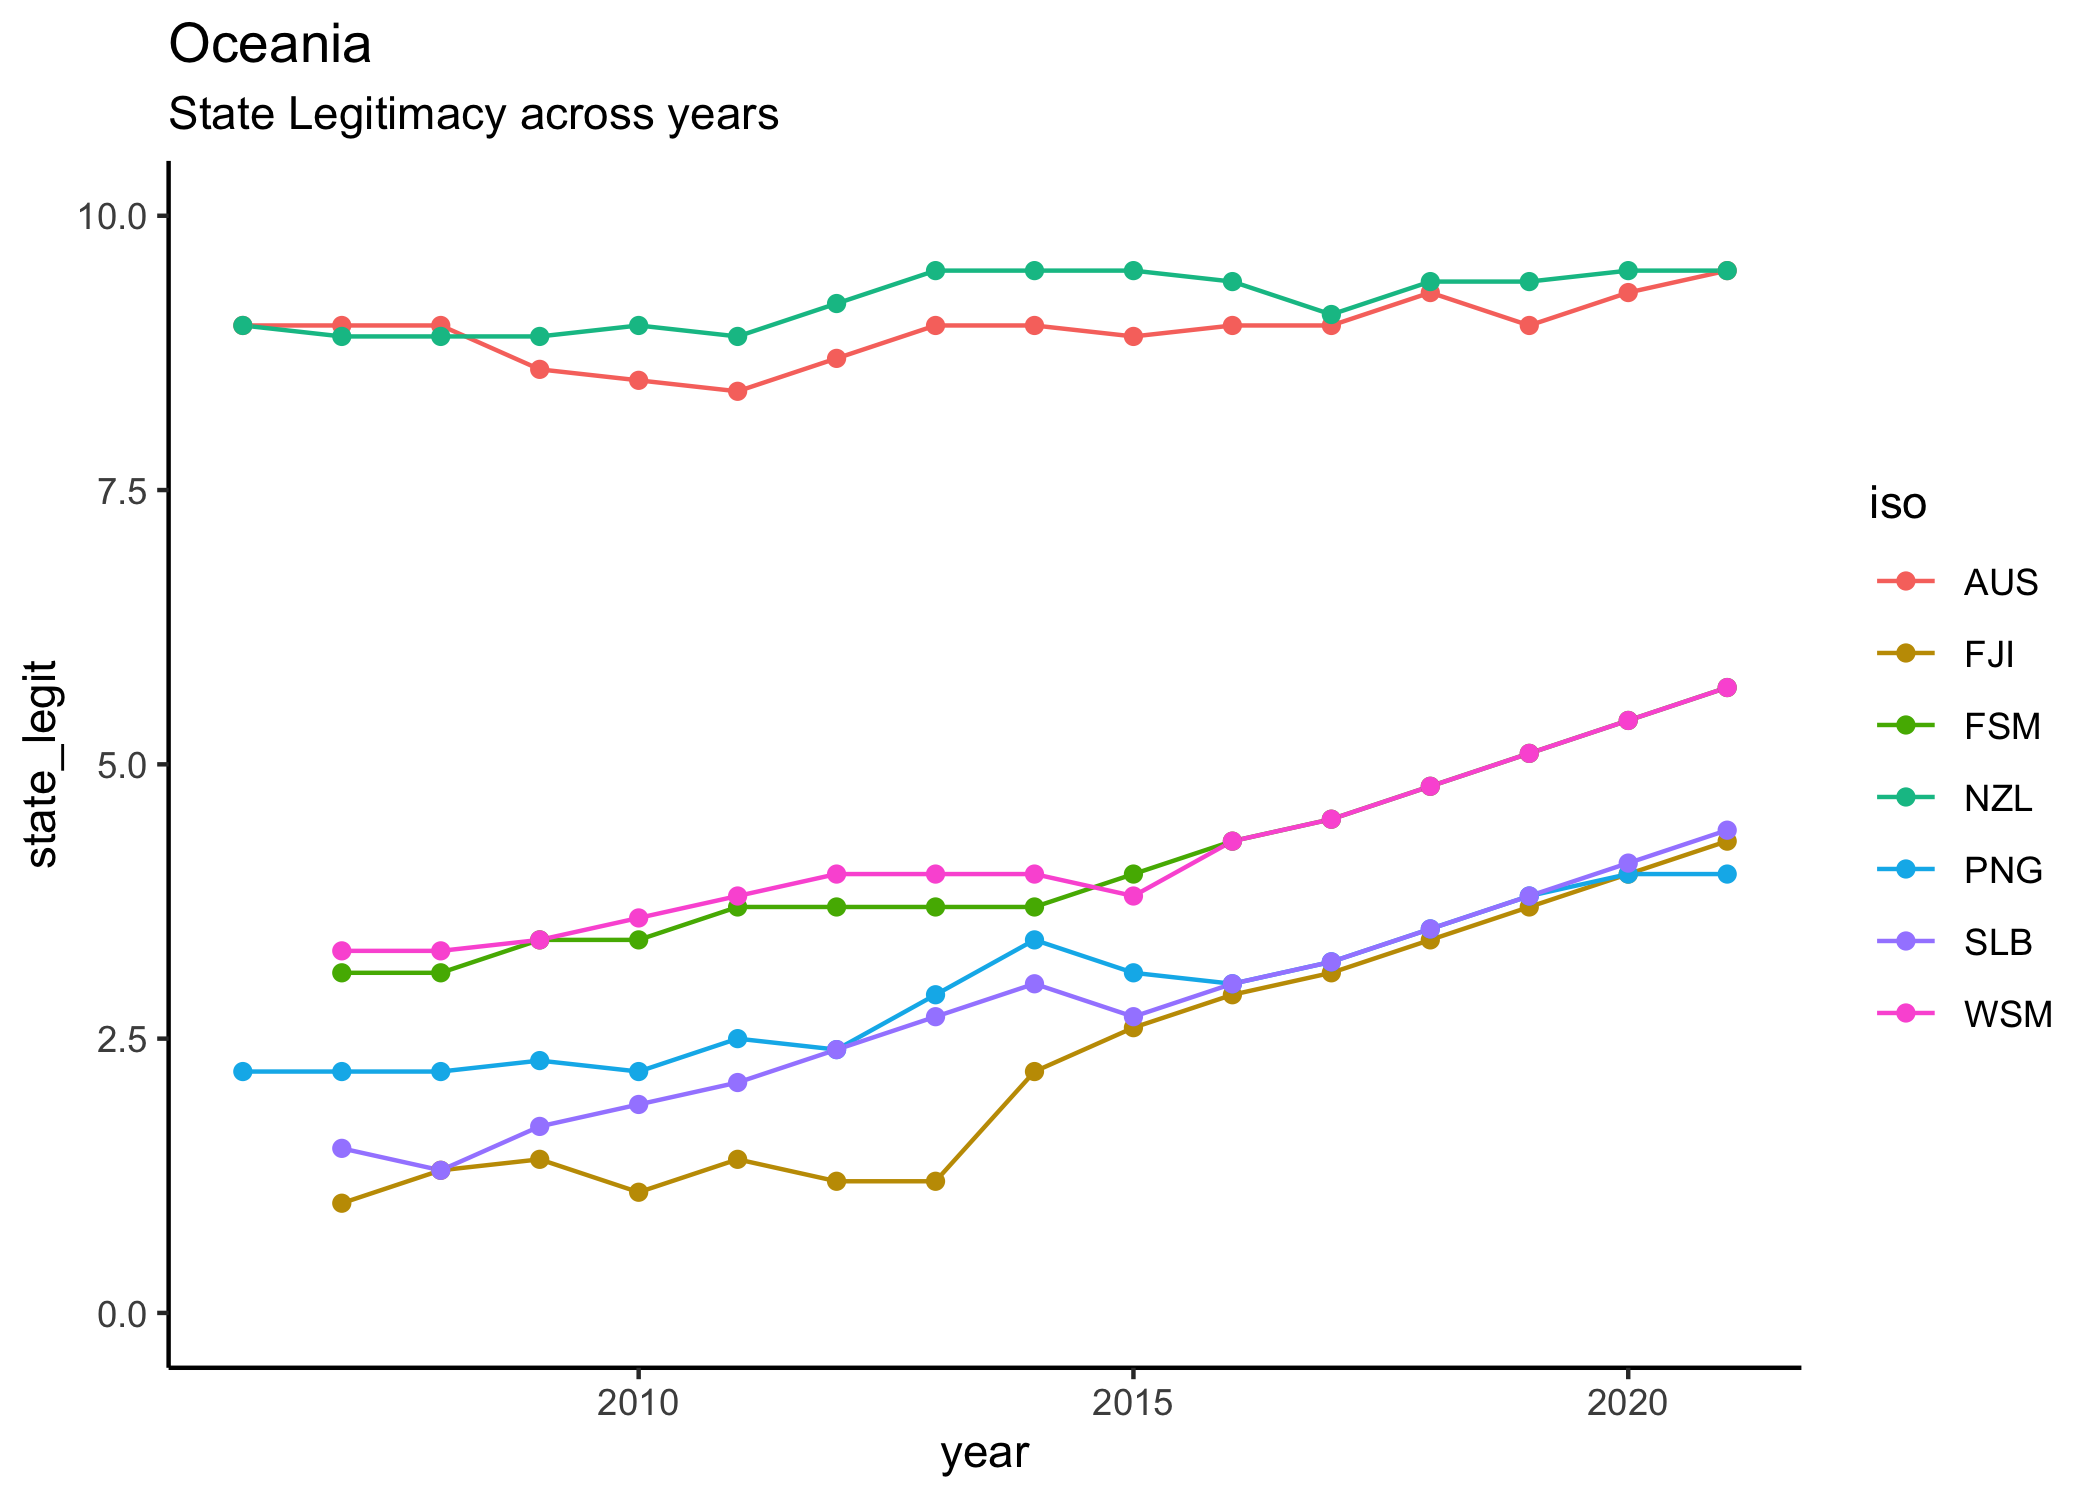 Oceania
State Legitimacy across years
10.0
7.5
5.0
2.5
0.0
state_legit
2010
2015
2020
year
iso
AUS
FJI
FSM
NZL
PNG
SLB
WSM